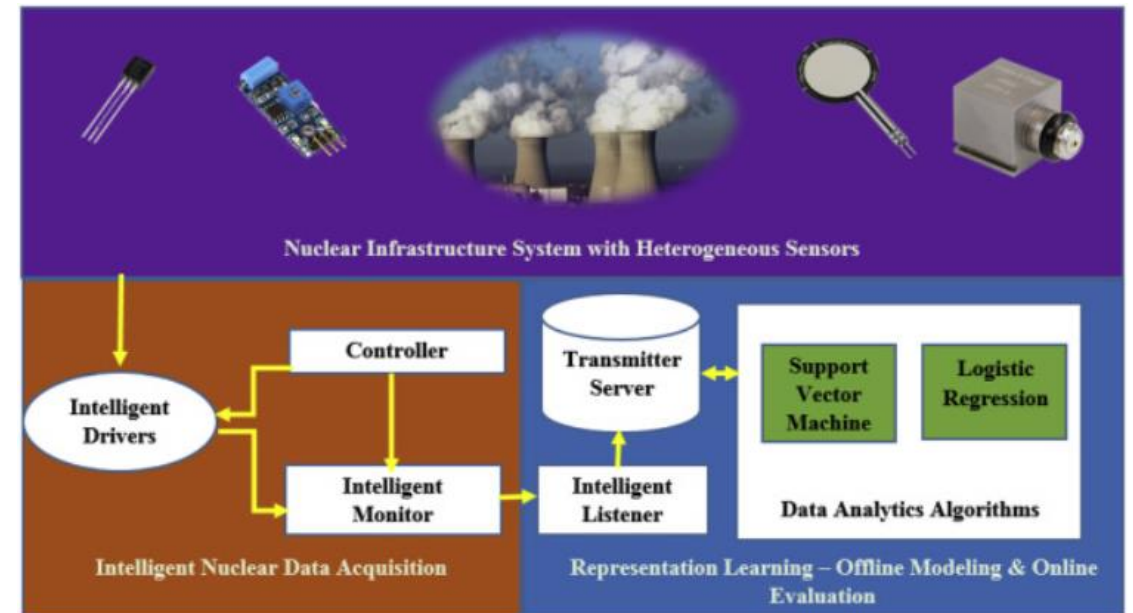 Nuclear Infrastructure System with Heterogeneous Sensors
Controller
Intelligent
Drivers
Intelligent
Monitor
Intelligent Nuclear Data Acquisition
Transmitter
Server
Intelligent
Listener
Support
Vector
Machine
Logistic
Regression
Data Analytics Algorithms
Representation Learning – Offline Modeling & Online
Evaluation